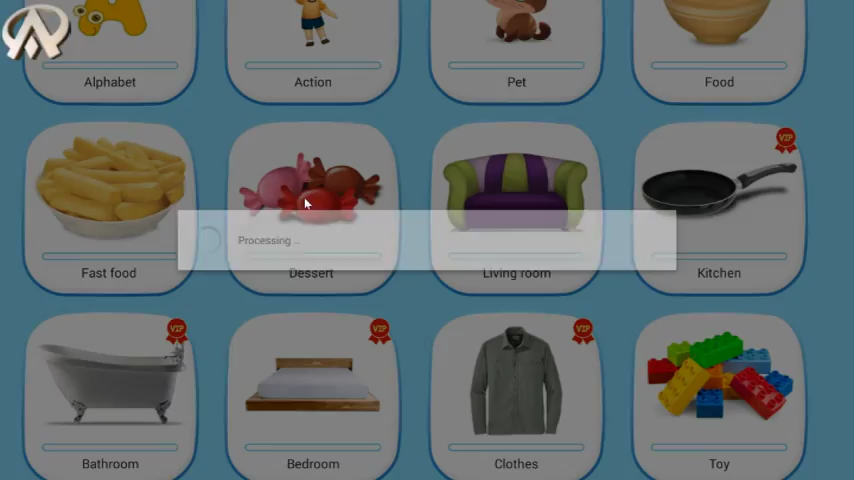 Alphabet
Action
Pet
Food
VIP
Processing ..
Fast food
Dessert
Living room
Kitchen
VIP
VIP
VIP
Bathroom
Bedroom
Clothes
Toy